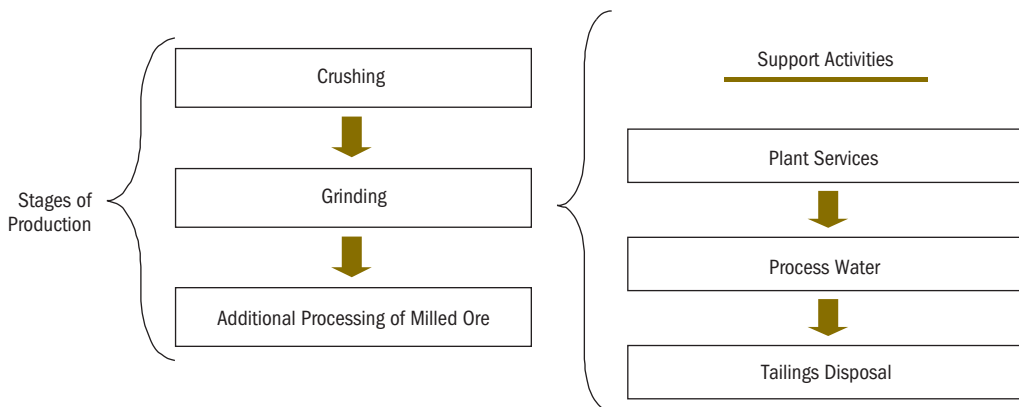 Stages of
Production
Crushing
Grinding
Additional Processing of Milled Ore
Support Activities
Plant Services
Process Water
Tailings Disposal